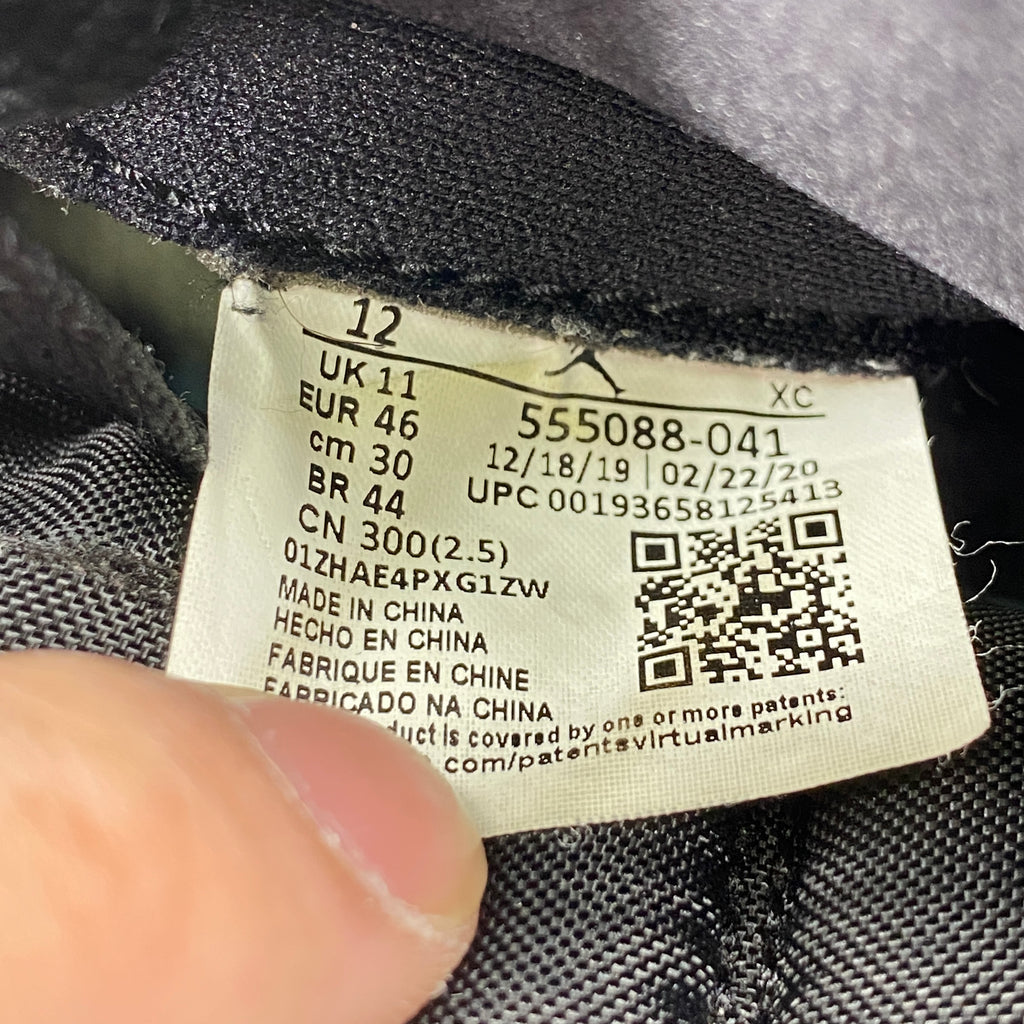 12
UK 11
EUR 46
cm 30
BR 44
CN 300(2.5)
01ZHAE4PXG1ZW
MADE IN CHINA
HECHO EN CHINA
FABRIQUE EN CHINE
FABRICADO NA CHINA
XC
555088-041
12/18/19 | 02/22/20
UPC 00193658125413
is covered by one or more patents:
com/patentsvirtualmarking